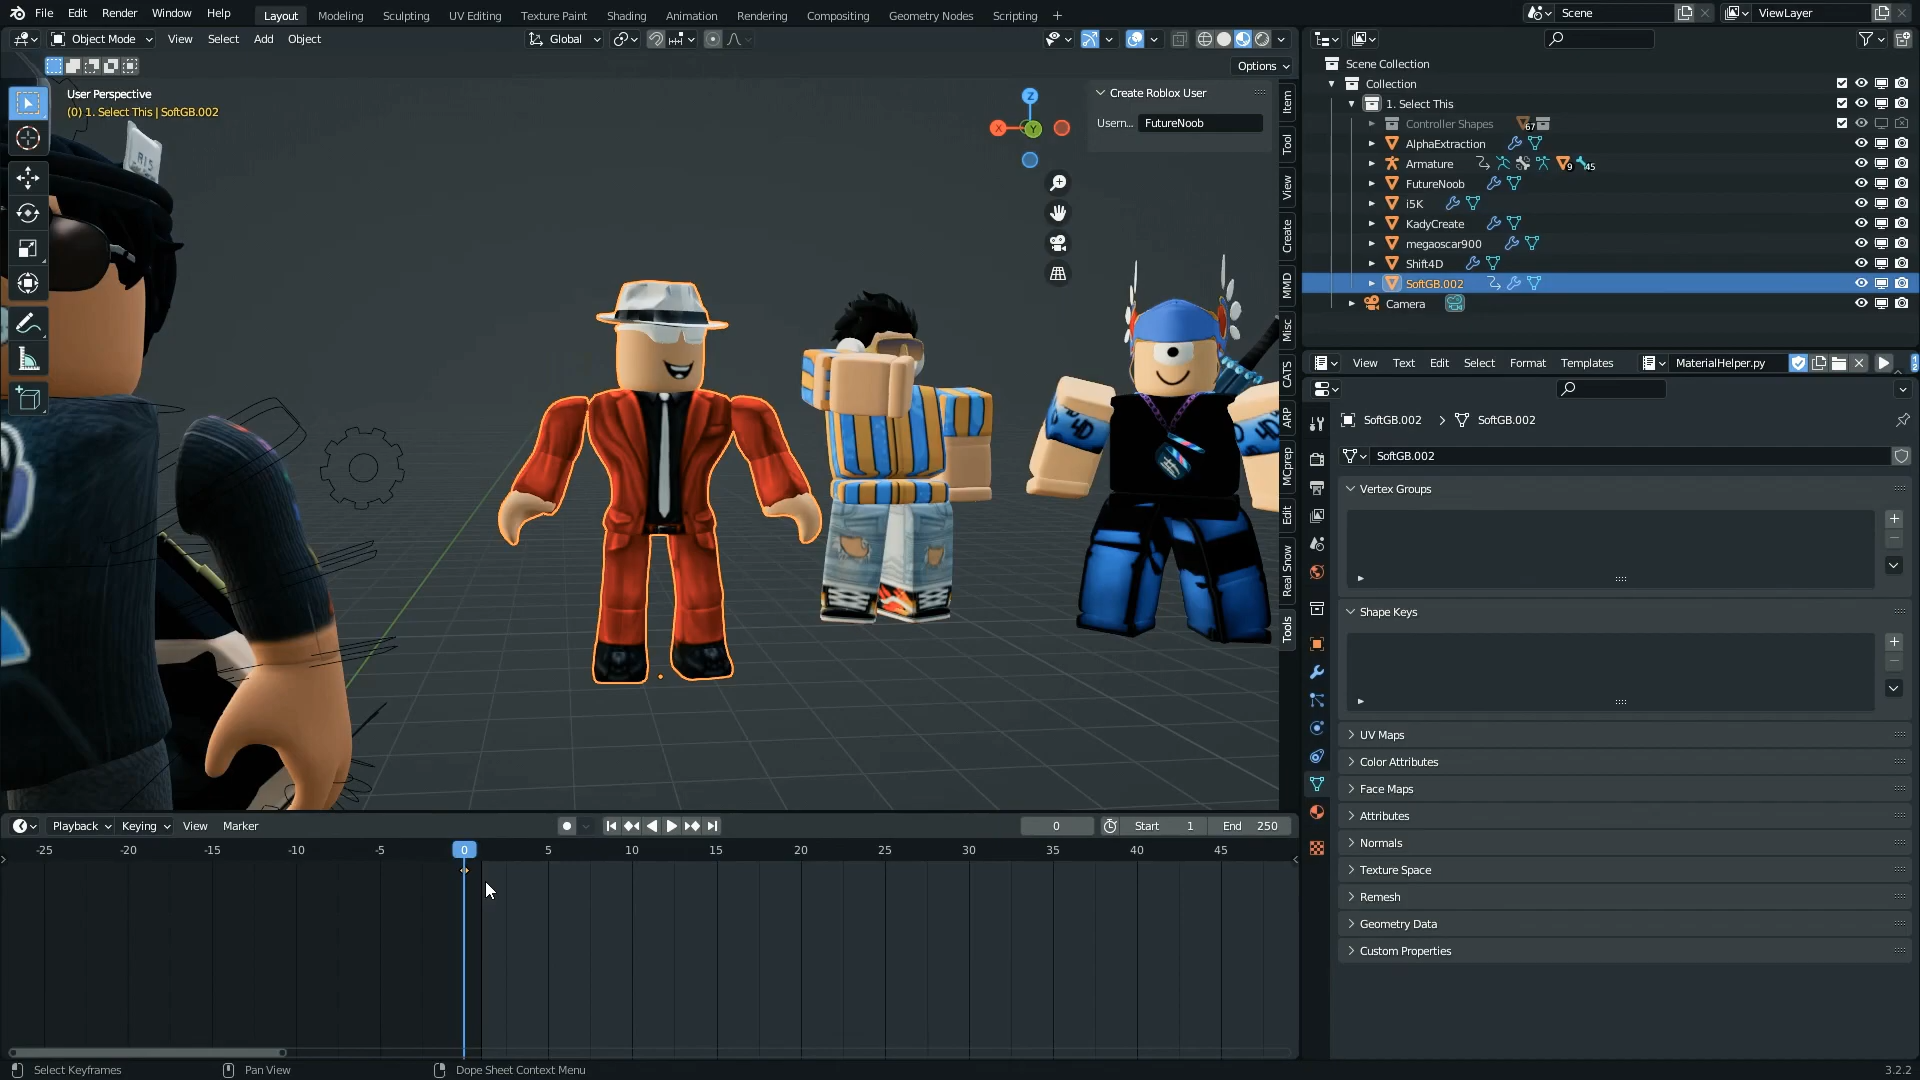 File Edit Render Window Help Layout Modeling Sculpting UV Editing Texture Paint Shading Animation Rendering Compositing Geometry Nodes Scripting + Scene ViewLayer
Object Mode View Select Add Object Global
Options
User Perspective
(0) 1. Select This | SoftGB.002
Create Roblox User
Usern... FutureNoob
Z
X
Y
Item
Tool
View
Create
MMD
Misc
CATS
ARP
MCprep
Edit
Real Snow
Tools
4D
4D
Scene Collection
Collection
1. Select This
Controller Shapes 67
AlphaExtraction
Armature 9 45
FutureNoob
i5K
KadyCreate
megaoscar900
Shift4D
SoftGB.002
Camera
View Text Edit Select Format Templates MaterialHelper.py
SoftGB.002 > SoftGB.002
SoftGB.002
Vertex Groups
Shape Keys
UV Maps
Color Attributes
Face Maps
Attributes
Normals
Texture Space
Remesh
Geometry Data
Custom Properties
Playback Keying View Marker 0 Start 1 End 250
-25 -20 -15 -10 -5 0 5 10 15 20 25 30 35 40 45
Select Keyframes Pan View Dope Sheet Context Menu 3.2.2